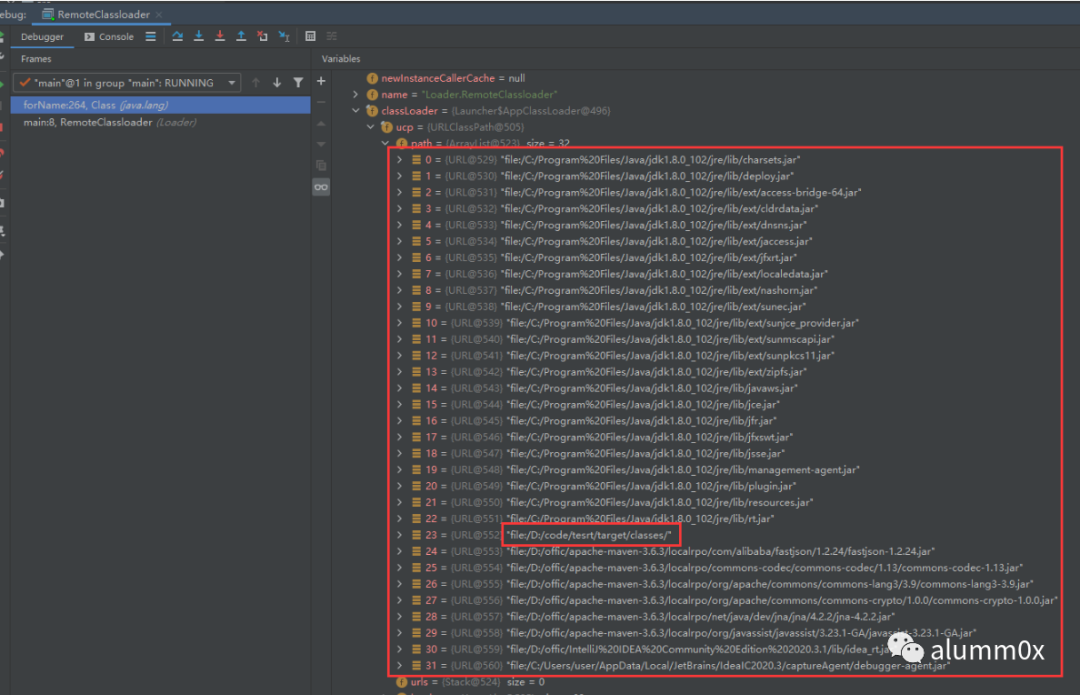 ebug:
RemoteClassloader ×
Debugger
Console
Frames
Variables
"main"@1 in group "main": RUNNING
forName:264, Class (java.lang)
main:8, RemoteClassloader (Loader)
newInstanceCallerCache = null
name = "Loader.RemoteClassloader"
classLoader = {Launcher$AppClassLoader@496}
ucp = {URLClassPath@505}
path = {ArrayList@523} size = 32
0 = {URL@529} "file:/C:/Program%20Files/Java/jdk1.8.0_102/jre/lib/charsets.jar"
1 = {URL@530} "file:/C:/Program%20Files/Java/jdk1.8.0_102/jre/lib/deploy.jar"
2 = {URL@531} "file:/C:/Program%20Files/Java/jdk1.8.0_102/jre/lib/ext/access-bridge-64.jar"
3 = {URL@532} "file:/C:/Program%20Files/Java/jdk1.8.0_102/jre/lib/ext/cldrdata.jar"
4 = {URL@533} "file:/C:/Program%20Files/Java/jdk1.8.0_102/jre/lib/ext/dnsns.jar"
5 = {URL@534} "file:/C:/Program%20Files/Java/jdk1.8.0_102/jre/lib/ext/jaccess.jar"
6 = {URL@535} "file:/C:/Program%20Files/Java/jdk1.8.0_102/jre/lib/ext/jfxrt.jar"
7 = {URL@536} "file:/C:/Program%20Files/Java/jdk1.8.0_102/jre/lib/ext/localedata.jar"
8 = {URL@537} "file:/C:/Program%20Files/Java/jdk1.8.0_102/jre/lib/ext/nashorn.jar"
9 = {URL@538} "file:/C:/Program%20Files/Java/jdk1.8.0_102/jre/lib/ext/sunec.jar"
10 = {URL@539} "file:/C:/Program%20Files/Java/jdk1.8.0_102/jre/lib/ext/sunjce_provider.jar"
11 = {URL@540} "file:/C:/Program%20Files/Java/jdk1.8.0_102/jre/lib/ext/sunmscapi.jar"
12 = {URL@541} "file:/C:/Program%20Files/Java/jdk1.8.0_102/jre/lib/ext/sunpkcs11.jar"
13 = {URL@542} "file:/C:/Program%20Files/Java/jdk1.8.0_102/jre/lib/ext/zipfs.jar"
14 = {URL@543} "file:/C:/Program%20Files/Java/jdk1.8.0_102/jre/lib/javaws.jar"
15 = {URL@544} "file:/C:/Program%20Files/Java/jdk1.8.0_102/jre/lib/jce.jar"
16 = {URL@545} "file:/C:/Program%20Files/Java/jdk1.8.0_102/jre/lib/jfr.jar"
17 = {URL@546} "file:/C:/Program%20Files/Java/jdk1.8.0_102/jre/lib/jfxswt.jar"
18 = {URL@547} "file:/C:/Program%20Files/Java/jdk1.8.0_102/jre/lib/jsse.jar"
19 = {URL@548} "file:/C:/Program%20Files/Java/jdk1.8.0_102/jre/lib/management-agent.jar"
20 = {URL@549} "file:/C:/Program%20Files/Java/jdk1.8.0_102/jre/lib/plugin.jar"
21 = {URL@550} "file:/C:/Program%20Files/Java/jdk1.8.0_102/jre/lib/resources.jar"
22 = {URL@551} "file:/C:/Program%20Files/Java/jdk1.8.0_102/jre/lib/rt.jar"
23 = {URL@552} "file:/D:/code/tesrt/target/classes/"
24 = {URL@553} "file:/D:/offic/apache-maven-3.6.3/localrpo/com/alibaba/fastjson/1.2.24/fastjson-1.2.24.jar"
25 = {URL@554} "file:/D:/offic/apache-maven-3.6.3/localrpo/commons-codec/commons-codec/1.13/commons-codec-1.13.jar"
26 = {URL@555} "file:/D:/offic/apache-maven-3.6.3/localrpo/org/apache/commons/commons-lang3/3.9/commons-lang3-3.9.jar"
27 = {URL@556} "file:/D:/offic/apache-maven-3.6.3/localrpo/org/apache/commons/commons-crypto/1.0.0/commons-crypto-1.0.0.jar"
28 = {URL@557} "file:/D:/offic/apache-maven-3.6.3/localrpo/net/java/dev/jna/jna/4.2.2/jna-4.2.2.jar"
29 = {URL@558} "file:/D:/offic/apache-maven-3.6.3/localrpo/org/javassist/javassist/3.23.1-GA/javassist-3.23.1-GA.jar"
30 = {URL@559} "file:/D:/offic/IntelliJ%20IDEA%20Community%20Edition%202020.3.1/lib/idea_rt.jar"
31 = {URL@560} "file:/C:/Users/user/AppData/Local/JetBrains/IdeaIC2020.3/captureAgent/debugger-agent.jar"
urls = {Stack@524} size = 0
alumm0x